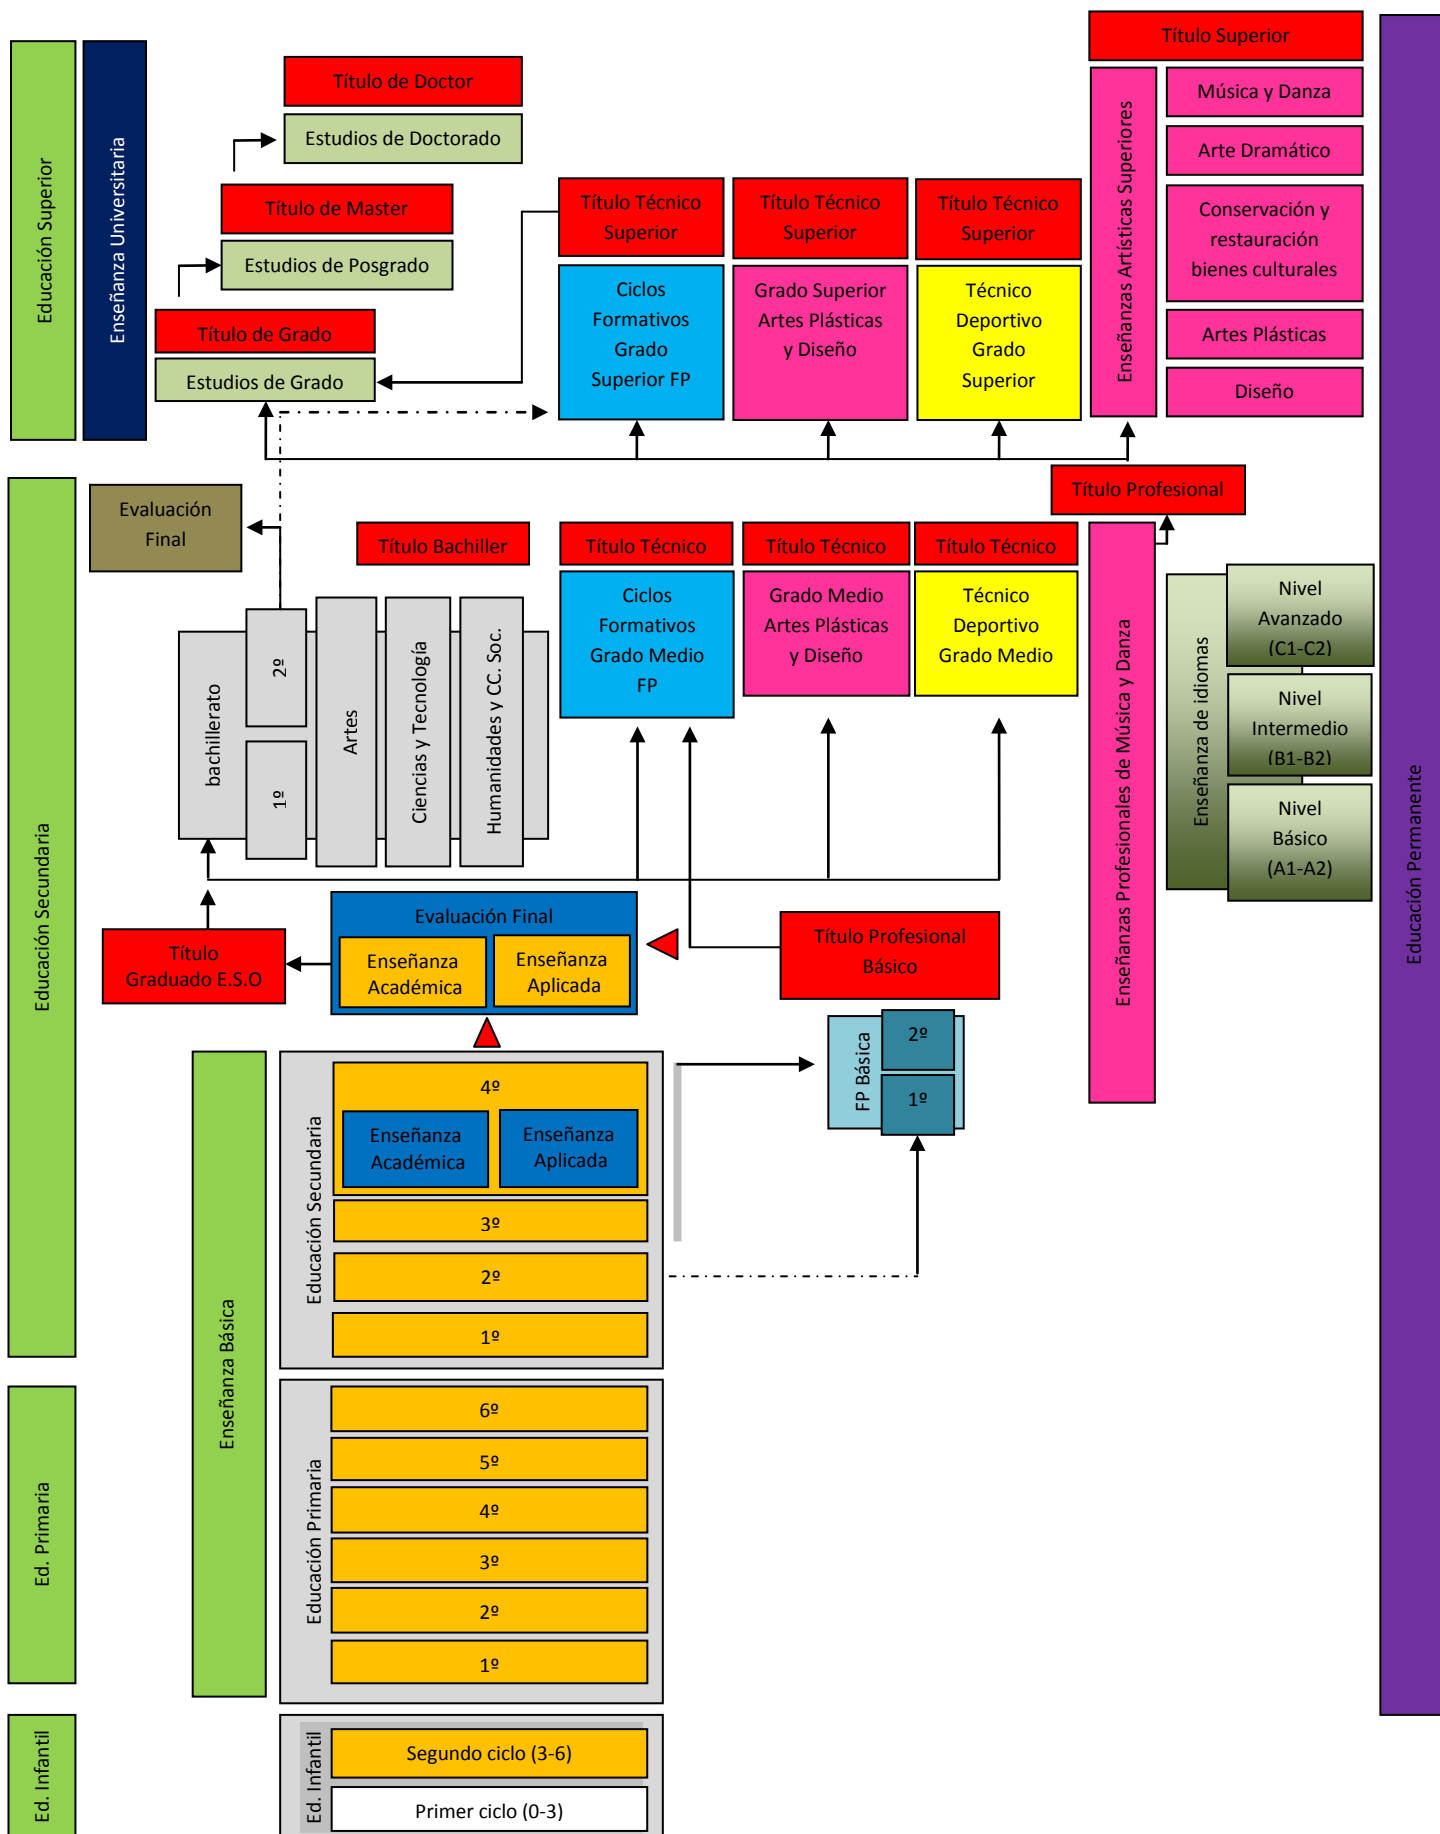 Educación Superior
Enseñanza Universitaria
Título de Doctor
Estudios de Doctorado
Título de Master
Estudios de Posgrado
Título de Grado
Estudios de Grado
Título Técnico
Superior
Ciclos
Formativos
Grado
Superior FP
Título Técnico
Superior
Grado Superior
Artes Plásticas
y Diseño
Título Técnico
Superior
Técnico
Deportivo
Grado
Superior
Título Superior
Enseñanzas Artísticas Superiores
Música y Danza
Arte Dramático
Conservación y
restauración
bienes culturales
Artes Plásticas
Diseño
Educación Permanente
Educación Secundaria
Evaluación
Final
Título Bachiller
bachillerato
2º
1º
Artes
Ciencias y Tecnología
Humanidades y CC. Soc.
Título Técnico
Ciclos
Formativos
Grado Medio
FP
Título Técnico
Grado Medio
Artes Plásticas
y Diseño
Título Técnico
Técnico
Deportivo
Grado Medio
Título Profesional
Enseñanzas Profesionales de Música y Danza
Enseñanza de idiomas
Nivel
Avanzado
(C1-C2)
Nivel
Intermedio
(B1-B2)
Nivel
Básico
(A1-A2)
Título
Graduado E.S.O
Evaluación Final
Enseñanza
Académica
Enseñanza
Aplicada
Título Profesional
Básico
FP Básica
2º
1º
Enseñanza Básica
Educación Secundaria
4º
Enseñanza
Académica
Enseñanza
Aplicada
3º
2º
1º
Ed. Primaria
Educación Primaria
6º
5º
4º
3º
2º
1º
Ed. Infantil
Ed. Infantil
Segundo ciclo (3-6)
Primer ciclo (0-3)